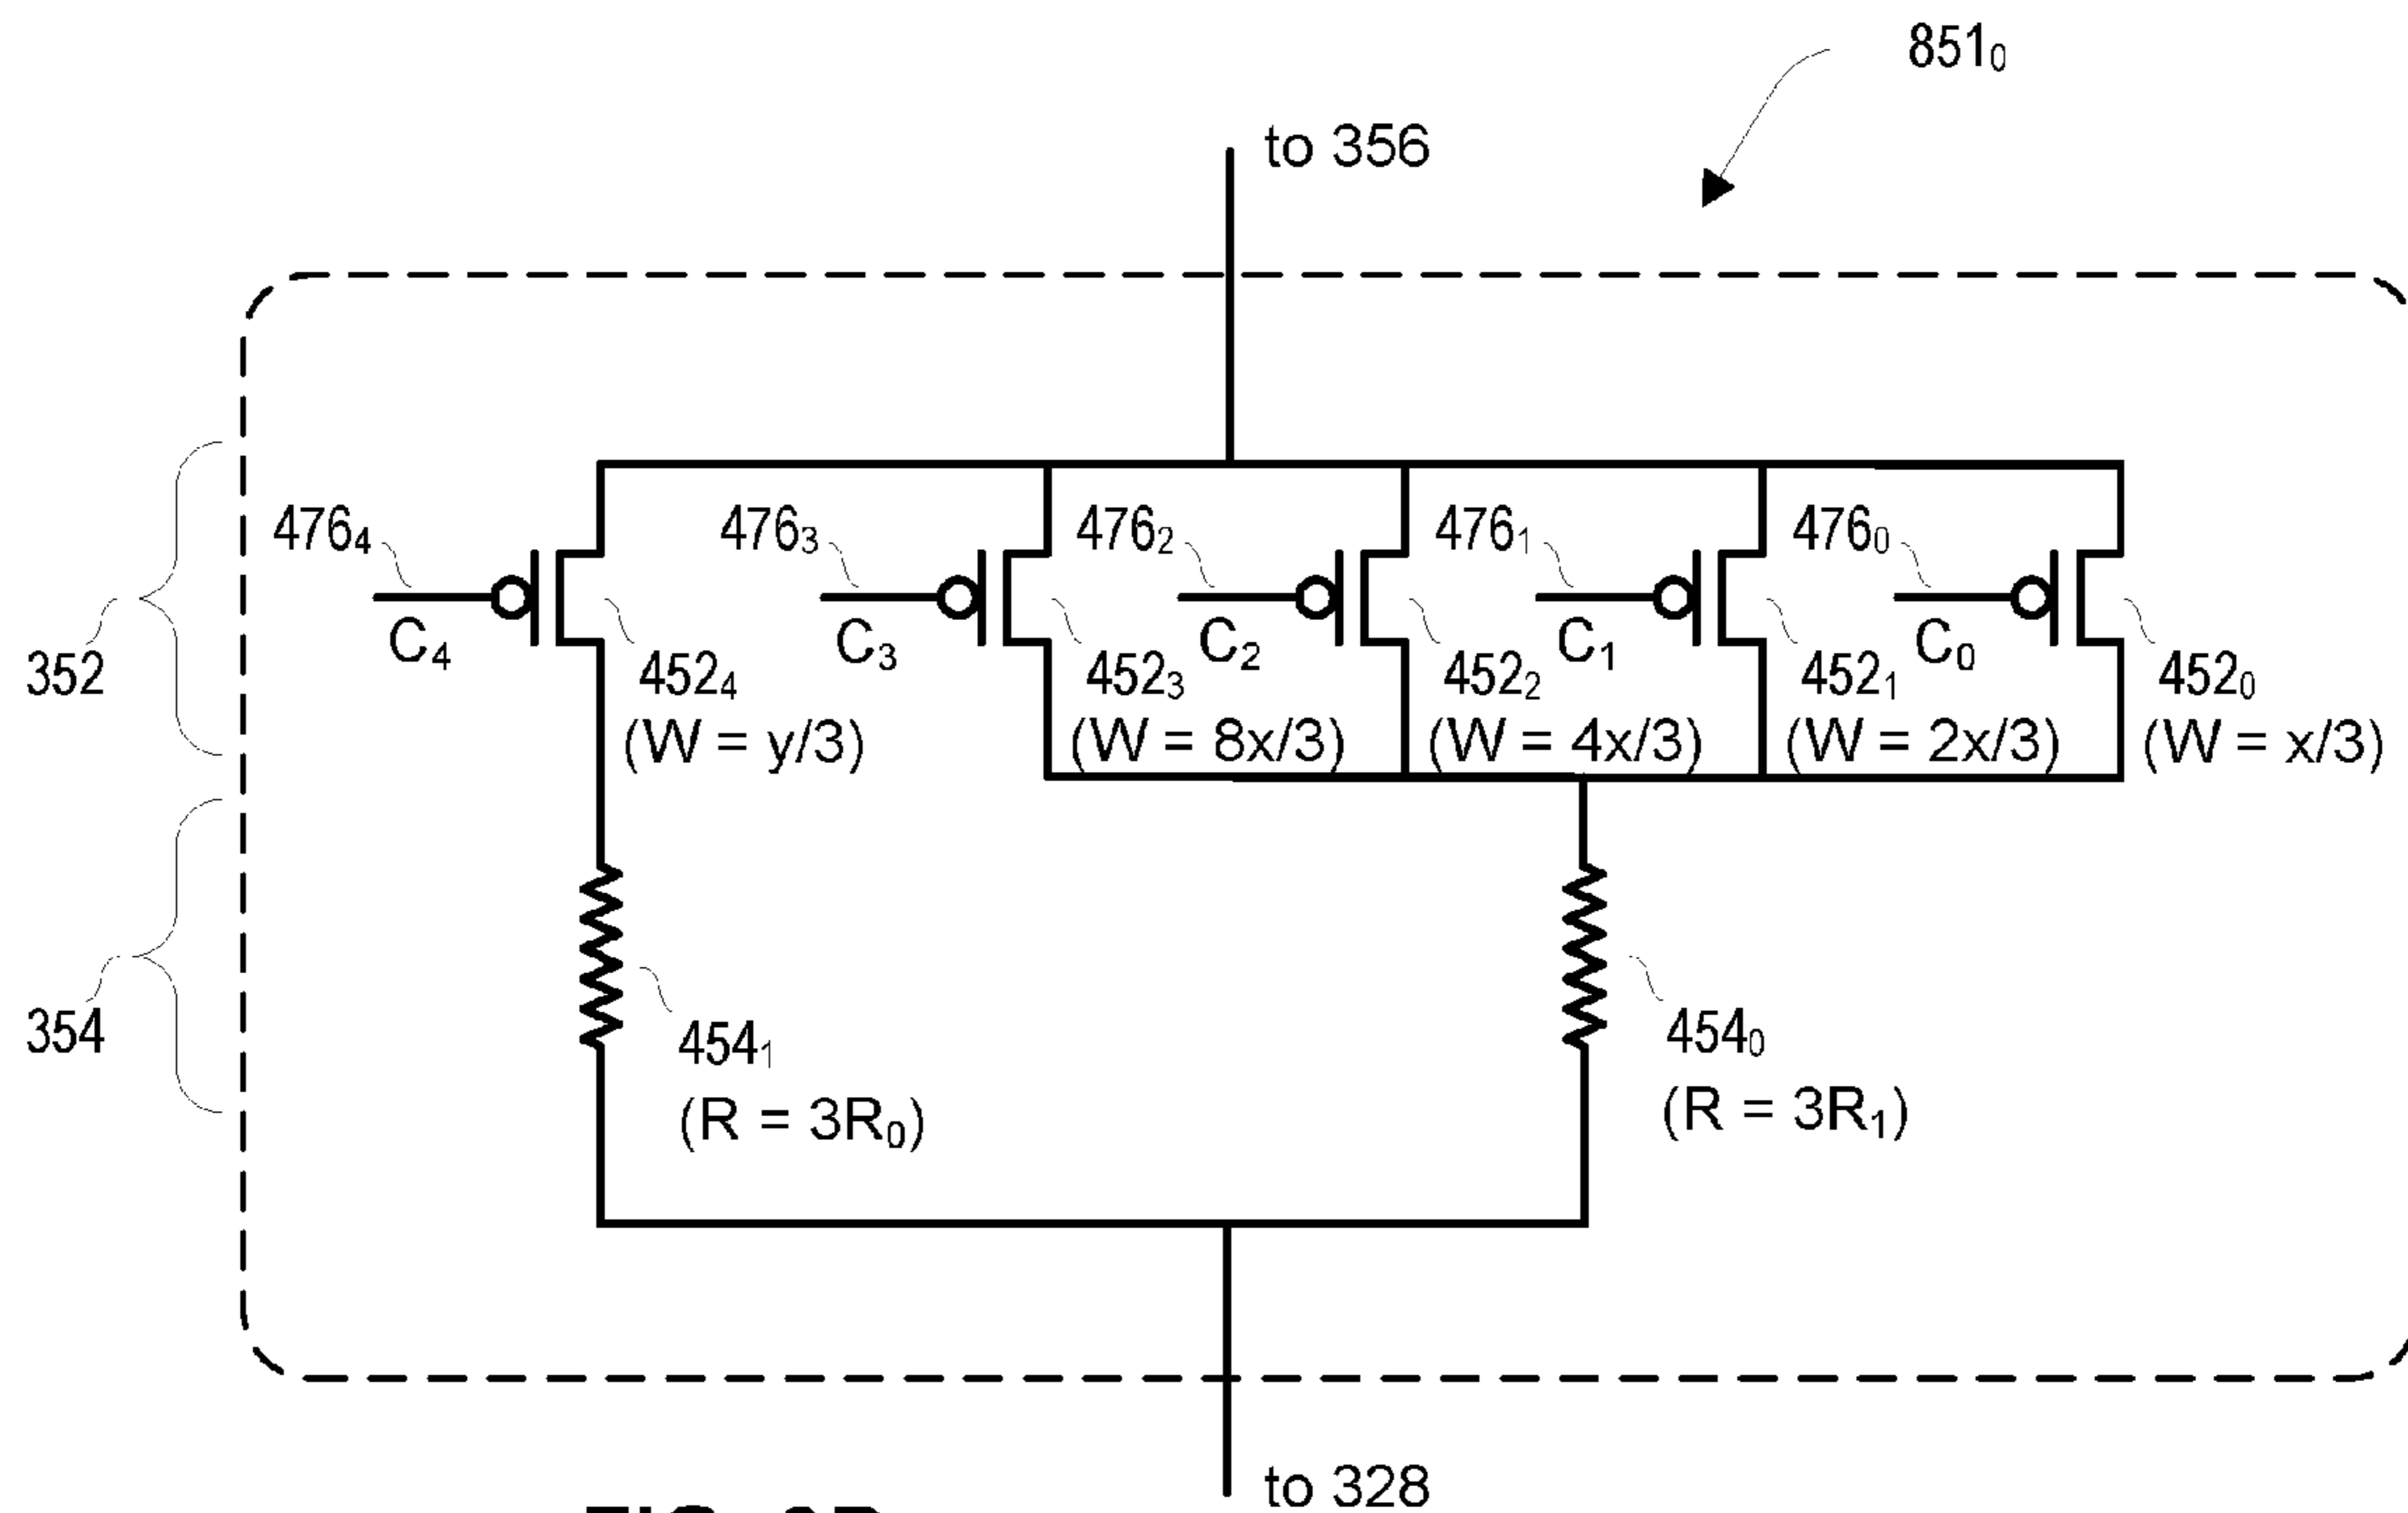 851₀
to 356
476₄
476₃
476₂
476₁
476₀
C₄
C₃
C₂
C₁
C₀
352
452₄
452₃
452₂
452₁
452₀
(W = y/3)
(W = 8x/3)
(W = 4x/3)
(W = 2x/3)
(W = x/3)
354
454₁
454₀
(R = 3R₀)
(R = 3R₁)
to 328